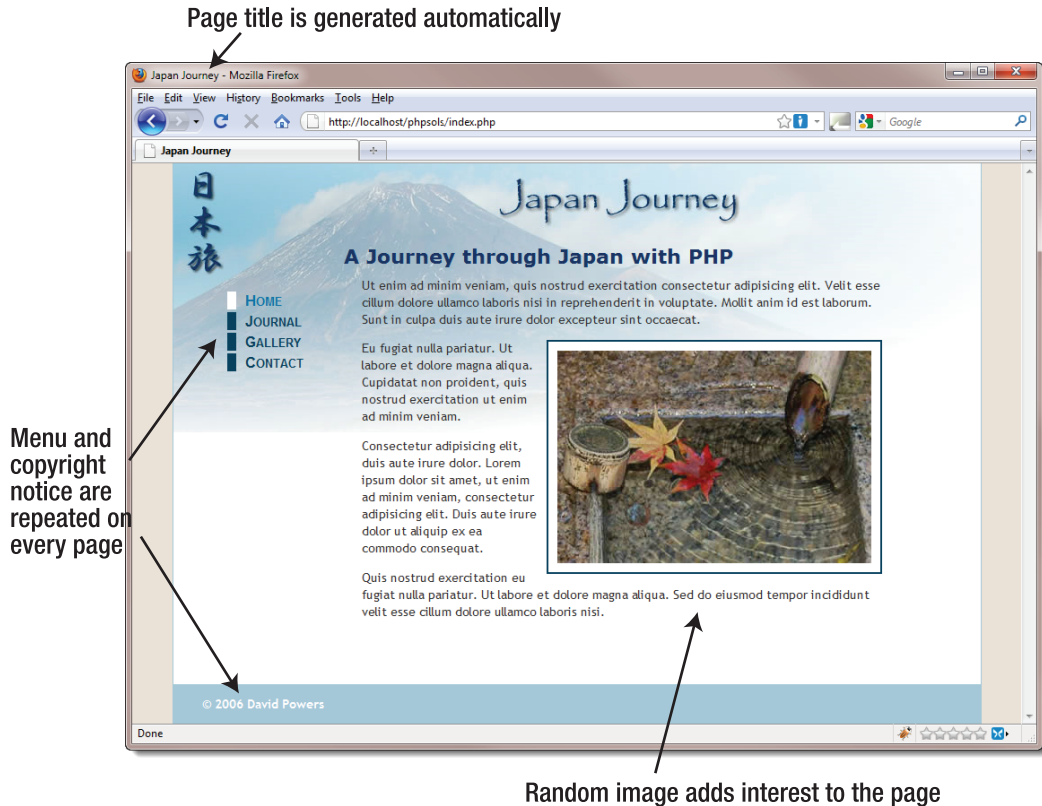 Page title is generated automatically
Japan Journey - Mozilla Firefox
File Edit View History Bookmarks Tools Help
http://localhost/phpsols/index.php
Google
Japan Journey
日本旅
Japan Journey
A Journey through Japan with PHP
Ut enim ad minim veniam, quis nostrud exercitation consectetur adipisicing elit. Velit esse
cillum dolore ullamco laboris nisi in reprehenderit in voluptate. Mollit anim id est laborum.
Sunt in culpa duis aute irure dolor excepteur sint occaecat.
HOME
JOURNAL
GALLERY
CONTACT
Eu fugiat nulla pariatur. Ut
labore et dolore magna aliqua.
Cupidatat non proident, quis
nostrud exercitation ut enim
ad minim veniam.
Consectetur adipisicing elit,
duis aute irure dolor. Lorem
ipsum dolor sit amet, ut enim
ad minim veniam, consectetur
adipisicing elit. Duis aute irure
dolor ut aliquip ex ea
commodo consequat.
Quis nostrud exercitation eu
fugiat nulla pariatur. Ut labore et dolore magna aliqua. Sed do eiusmod tempor incididunt
velit esse cillum dolore ullamco laboris nisi.
Menu and
copyright
notice are
repeated on
every page
© 2006 David Powers
Done
Random image adds interest to the page